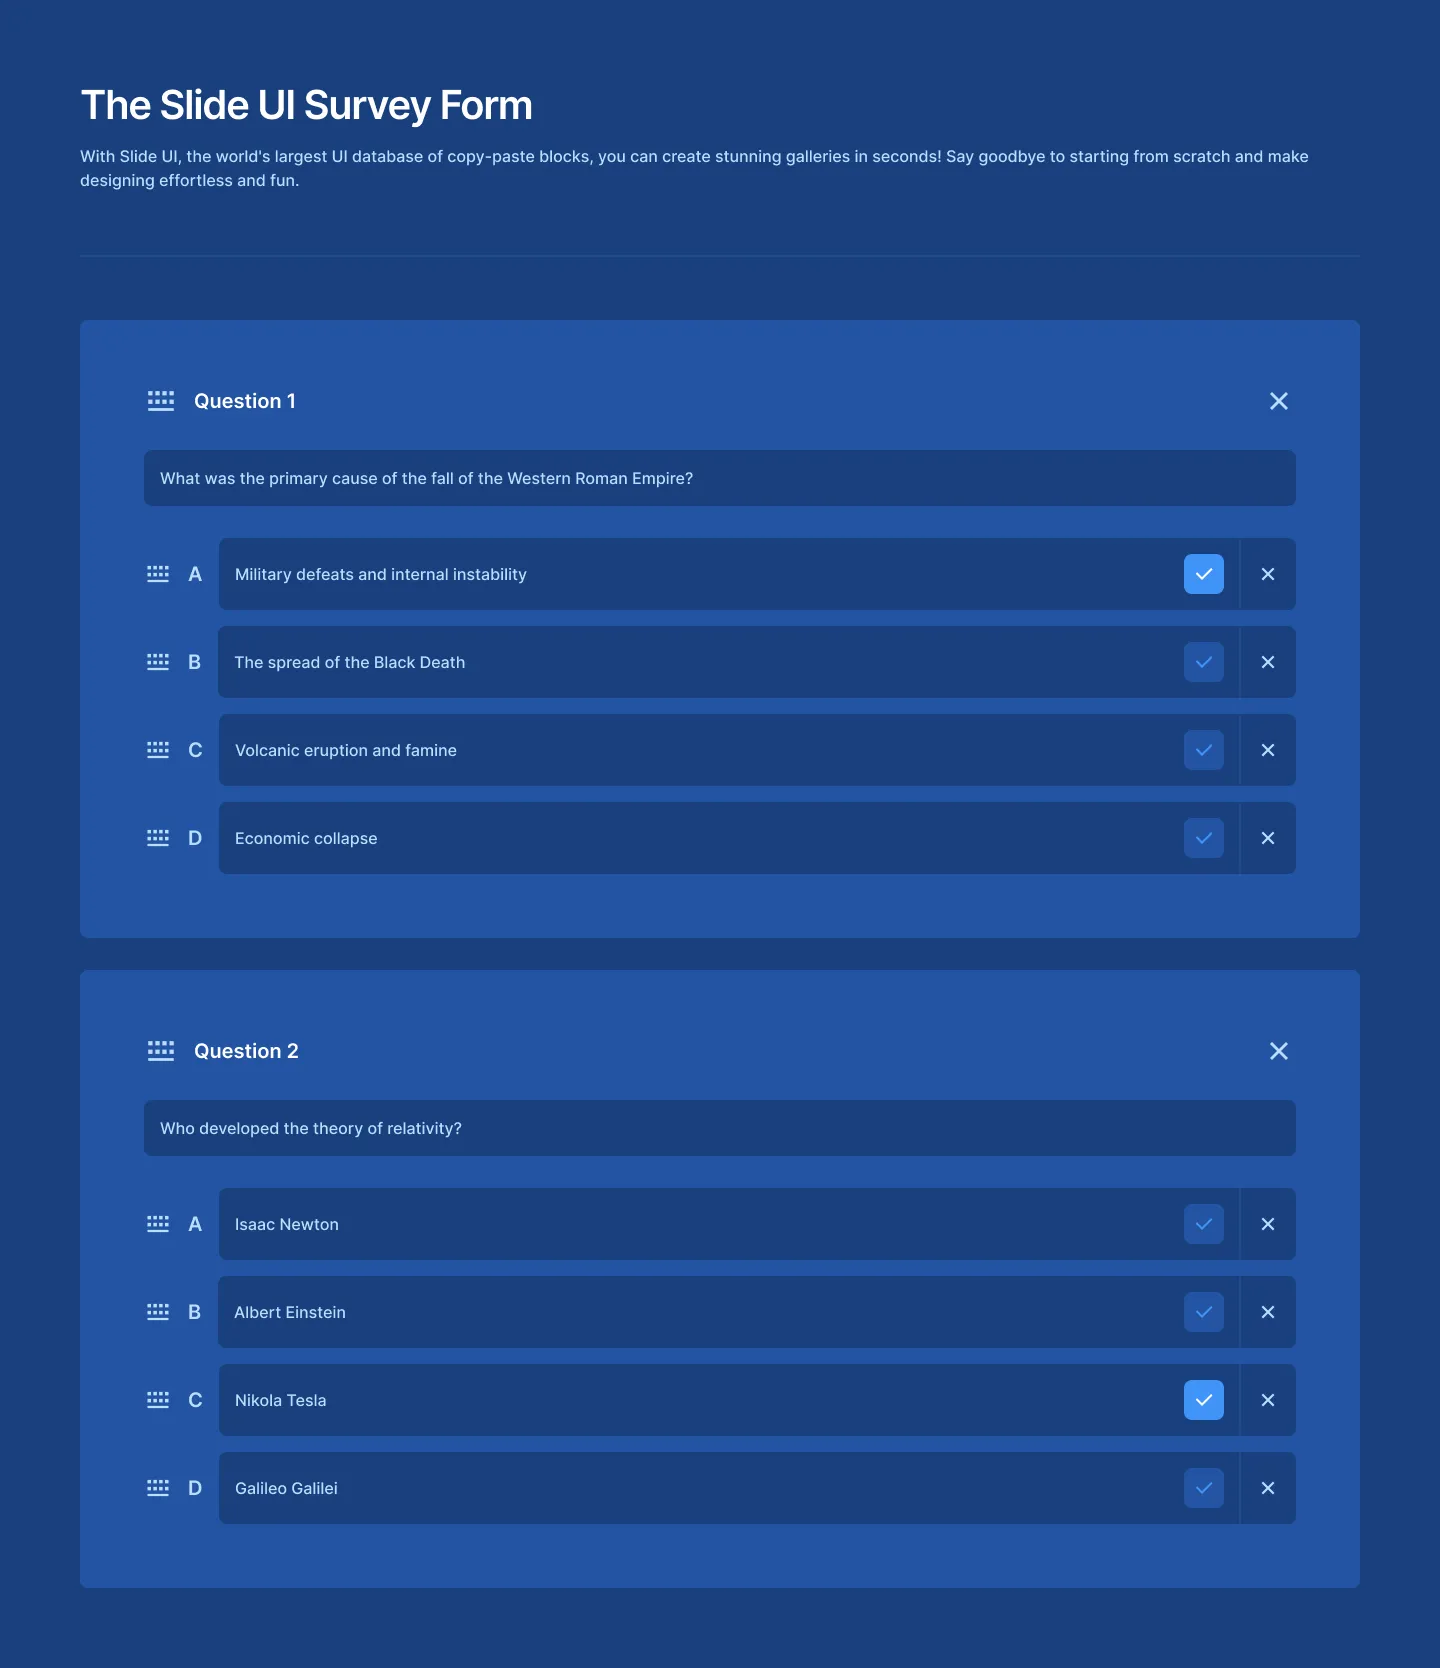 The Slide UI Survey Form
With Slide UI, the world's largest UI database of copy-paste blocks, you can create stunning galleries in seconds! Say goodbye to starting from scratch and make
designing effortless and fun.
Question 1
What was the primary cause of the fall of the Western Roman Empire?
A Military defeats and internal instability
B The spread of the Black Death
C Volcanic eruption and famine
D Economic collapse
Question 2
Who developed the theory of relativity?
A Isaac Newton
B Albert Einstein
C Nikola Tesla
D Galileo Galilei